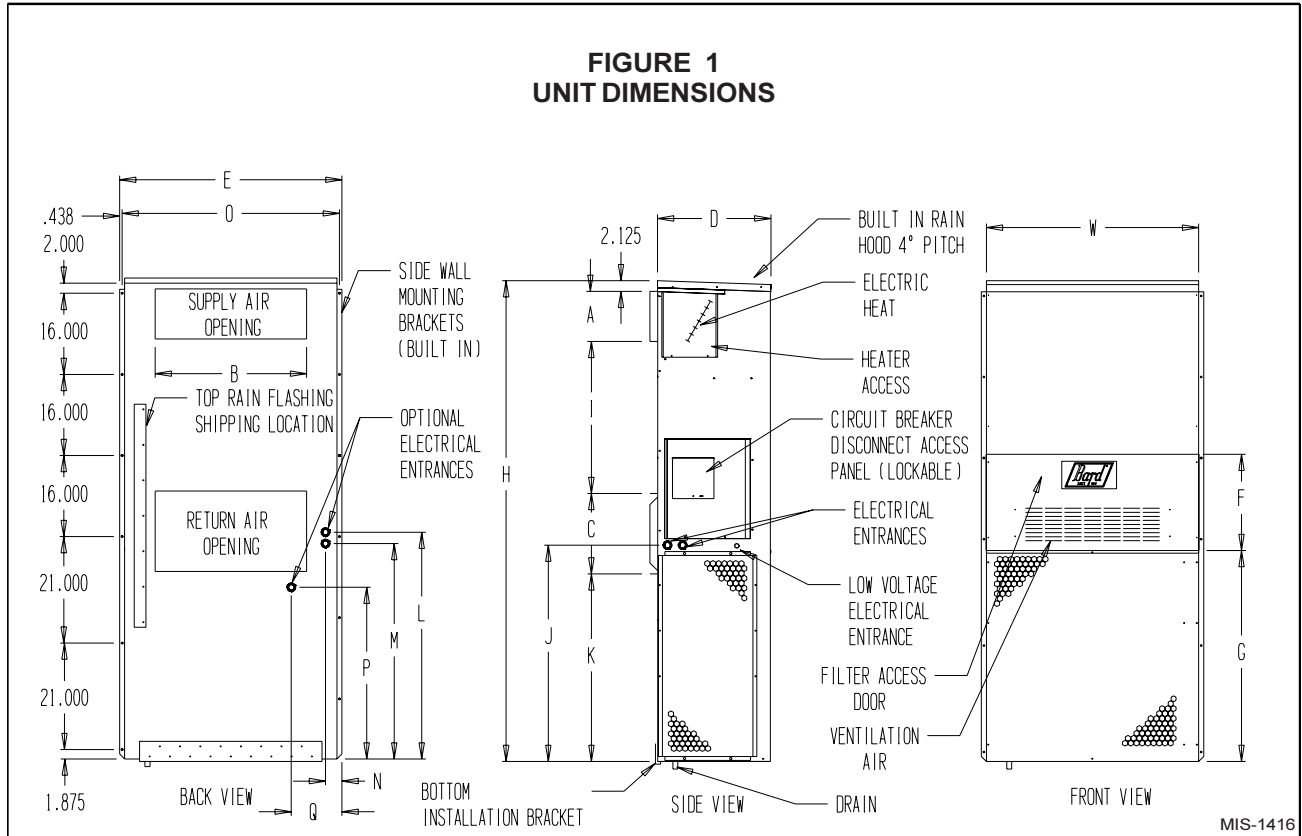 FIGURE 1
UNIT DIMENSIONS
E
O
.438
2.000
16.000
16.000
16.000
21.000
21.000
1.875
SUPPLY AIR
OPENING
B
TOP RAIN FLASHING
SHIPPING LOCATION
RETURN AIR
OPENING
SIDE WALL
MOUNTING
BRACKETS
(BUILT IN)
OPTIONAL
ELECTRICAL
ENTRANCES
L
M
P
N
Q
BACK VIEW
D
2.125
A
H
C
J
K
BUILT IN RAIN
HOOD 4° PITCH
ELECTRIC
HEAT
HEATER
ACCESS
CIRCUIT BREAKER
DISCONNECT ACCESS
PANEL (LOCKABLE)
ELECTRICAL
ENTRANCES
LOW VOLTAGE
ELECTRICAL
ENTRANCE
FILTER ACCESS
DOOR
VENTILATION
AIR
BOTTOM
INSTALLATION BRACKET
SIDE VIEW
DRAIN
W
Bard
F
G
FRONT VIEW
MIS-1416